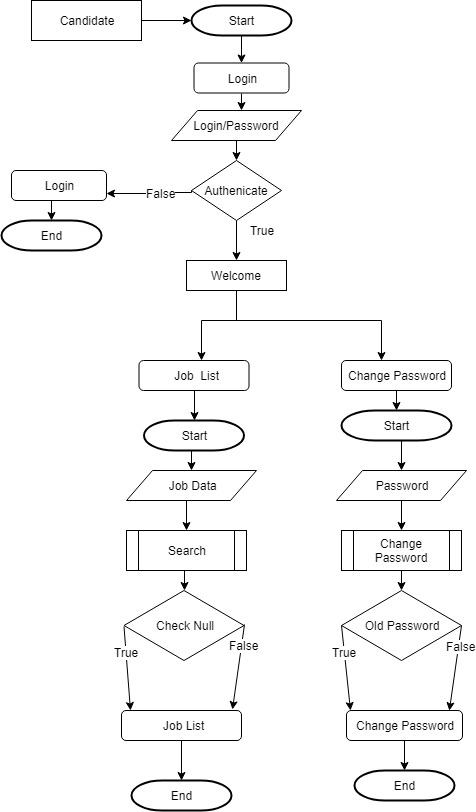 Candidate
Start
Login
Login/Password
Authenicate
False
Login
End
True
Welcome
Job List
Change Password
Start
Start
Job Data
Password
Search
Change
Password
Check Null
Old Password
True
False
True
False
Job List
Change Password
End
End